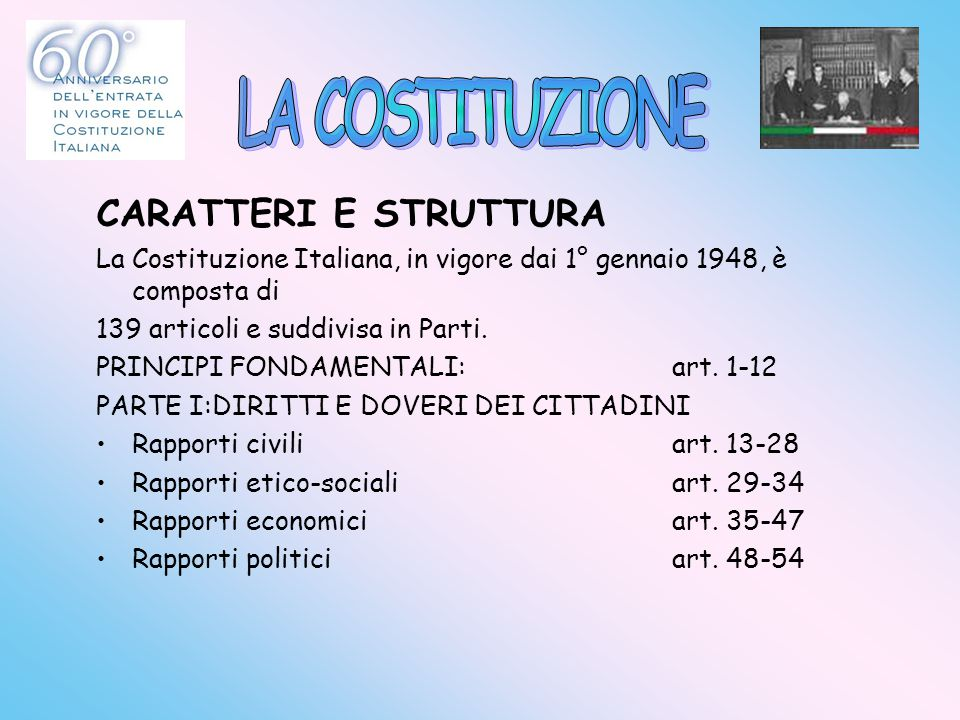 60°
Anniversario
dell'entrata
in vigore della
Costituzione
Italiana
LA COSTITUZIONE
CARATTERI E STRUTTURA
La Costituzione Italiana, in vigore dai 1° gennaio 1948, è
composta di
139 articoli e suddivisa in Parti.
PRINCIPI FONDAMENTALI: art. 1-12
PARTE I:DIRITTI E DOVERI DEI CITTADINI
• Rapporti civili art. 13-28
• Rapporti etico-sociali art. 29-34
• Rapporti economici art. 35-47
• Rapporti politici art. 48-54